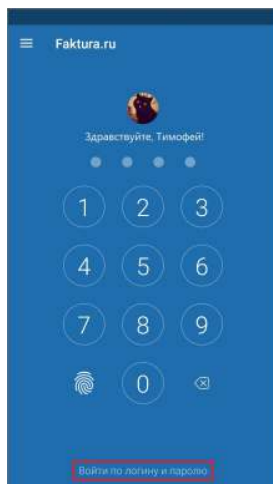 Faktura.ru
Здравствуйте, Тимофей!
1 2 3
4 5 6
7 8 9
0
Войти по логину и паролю